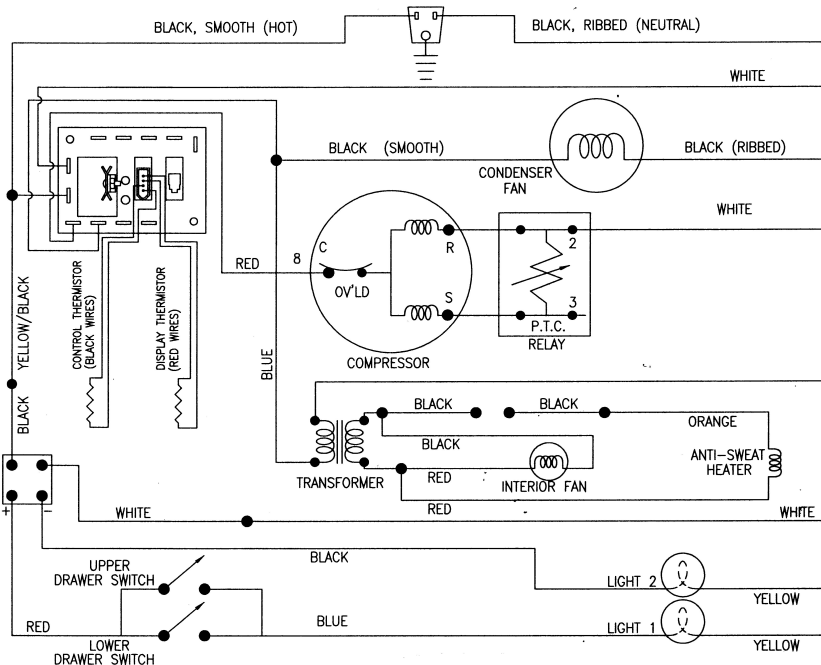 BLACK, SMOOTH (HOT)
BLACK, RIBBED (NEUTRAL)
WHITE
BLACK (SMOOTH)
BLACK (RIBBED)
CONDENSER
FAN
WHITE
C
R
2
8
RED
OV'LD
S
3
P.T.C.
RELAY
COMPRESSOR
YELLOW/BLACK
CONTROL THERMISTOR
(BLACK WIRES)
DISPLAY THERMISTOR
(RED WIRES)
BLUE
BLACK
BLACK
BLACK
ORANGE
BLACK
ANTI-SWEAT
HEATER
RED
TRANSFORMER
INTERIOR FAN
RED
+
-
WHITE
WHITE
BLACK
UPPER
DRAWER SWITCH
LIGHT 2
YELLOW
RED
BLUE
LIGHT 1
LOWER
DRAWER SWITCH
YELLOW